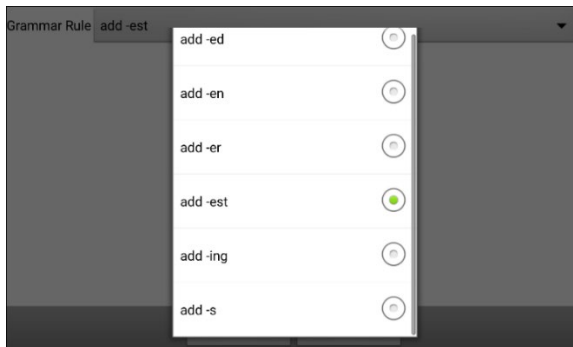 Grammar Rule add -est
add -ed
add -en
add -er
add -est
add -ing
add -s